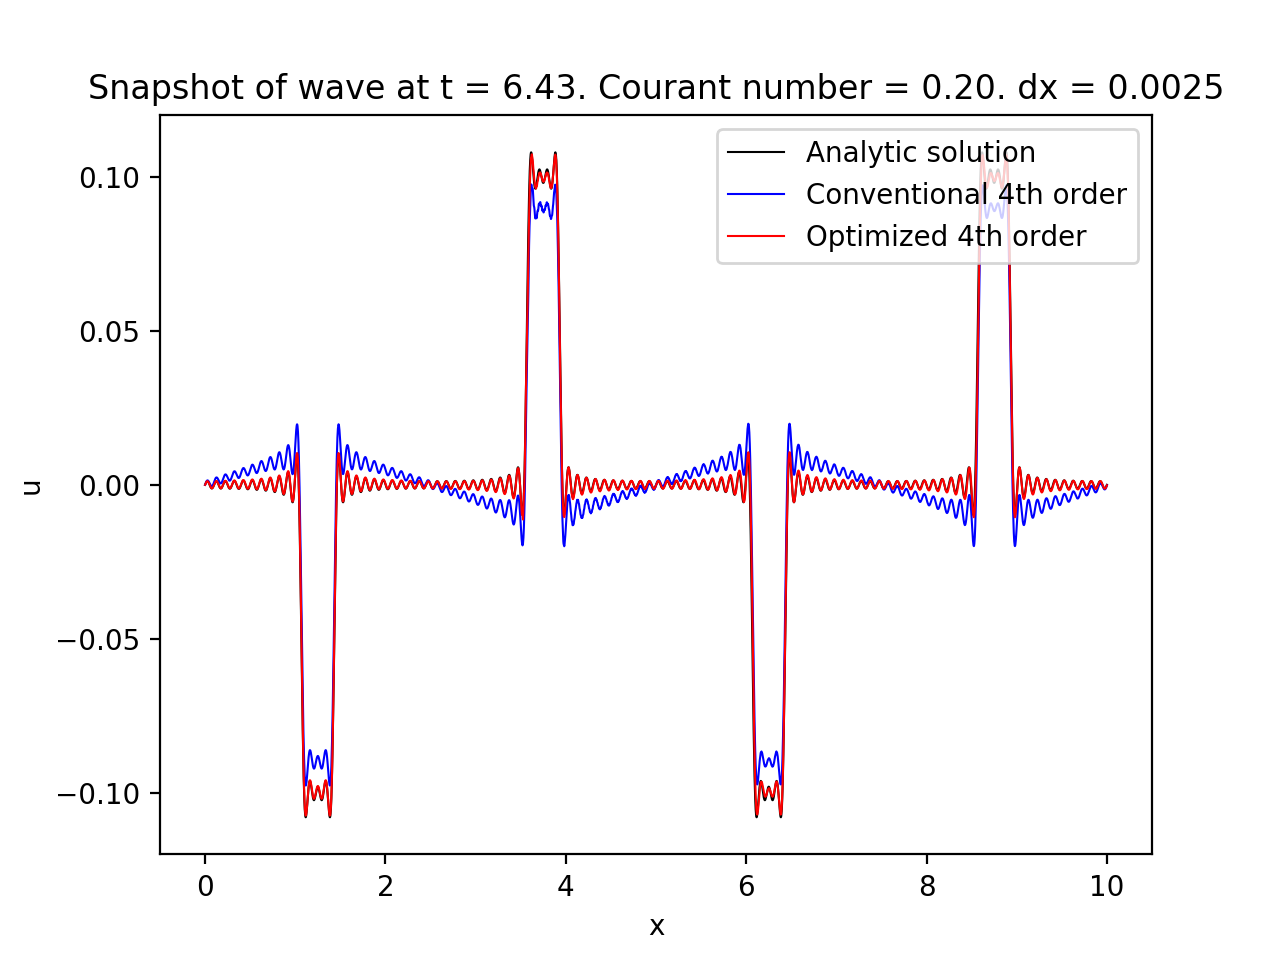 Snapshot of wave at t = 6.43. Courant number = 0.20. dx = 0.0025
Analytic solution
Conventional 4th order
Optimized 4th order
0.10
0.05
0.00
−0.05
−0.10
u
0 2 4 6 8 10
x